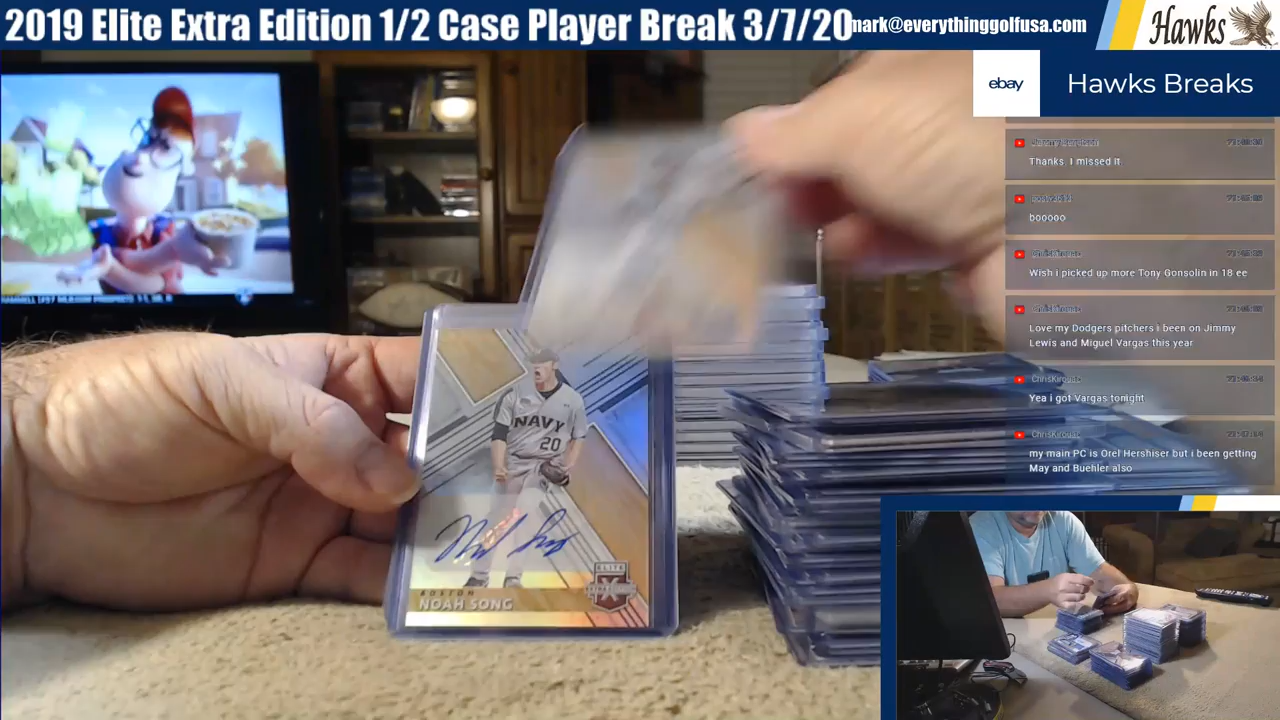 2019 Elite Extra Edition 1/2 Case Player Break 3/7/20
mark@everythinggolfusa.com
Hawks
ebay
Hawks Breaks
Thanks. I missed it.
booooo
Wish i picked up more Tony Gonsolin in 18 ee
Love my Dodgers pitchers i been on Jimmy
Lewis and Miguel Vargas this year
Yea i got Vargas tonight
my main PC is Orel Hershiser but i been getting
May and Buehler also
NAVY
20
BOSTON
NOAH SONG
ELITE
EXTRA EDITION